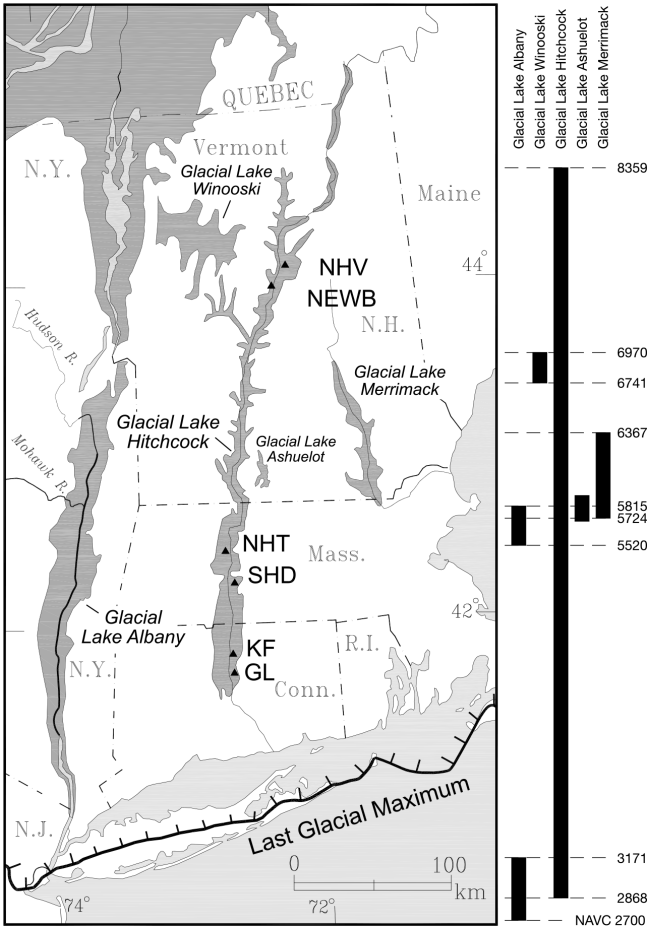 QUEBEC
N.Y.
Vermont
Glacial Lake
Winooski
Maine
44°
NHV
NEWB
N.H.
Hudson R.
Glacial Lake
Merrimack
Glacial Lake
Hitchcock
Glacial Lake
Ashuelot
Mohawk R.
NHT
Mass.
SHD
Glacial
Lake Albany
42°
N.Y.
KF
R.I.
GL
Conn.
Last Glacial Maximum
N.J.
0 100
km
74°
72°
Glacial Lake Albany
Glacial Lake Winooski
Glacial Lake Hitchcock
Glacial Lake Ashuelot
Glacial Lake Merrimack
8359
6970
6741
6367
5815
5724
5520
3171
2868
NAVC 2700